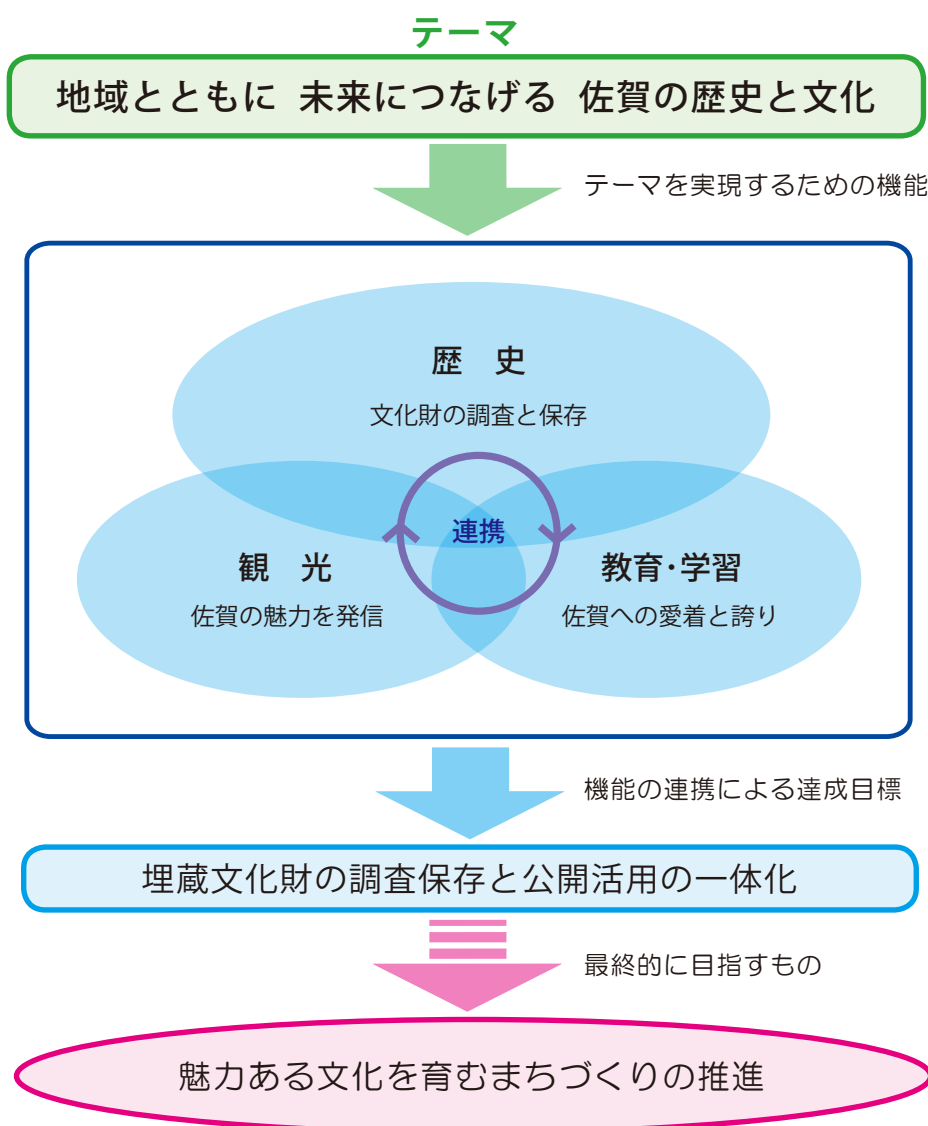 テーマ
地域とともに 未来につなげる 佐賀の歴史と文化
テーマを実現するための機能
歴 史
文化財の調査と保存
連携
観 光
佐賀の魅力を発信
教育・学習
佐賀への愛着と誇り
機能の連携による達成目標
埋蔵文化財の調査保存と公開活用の一体化
最終的に目指すもの
魅力ある文化を育むまちづくりの推進